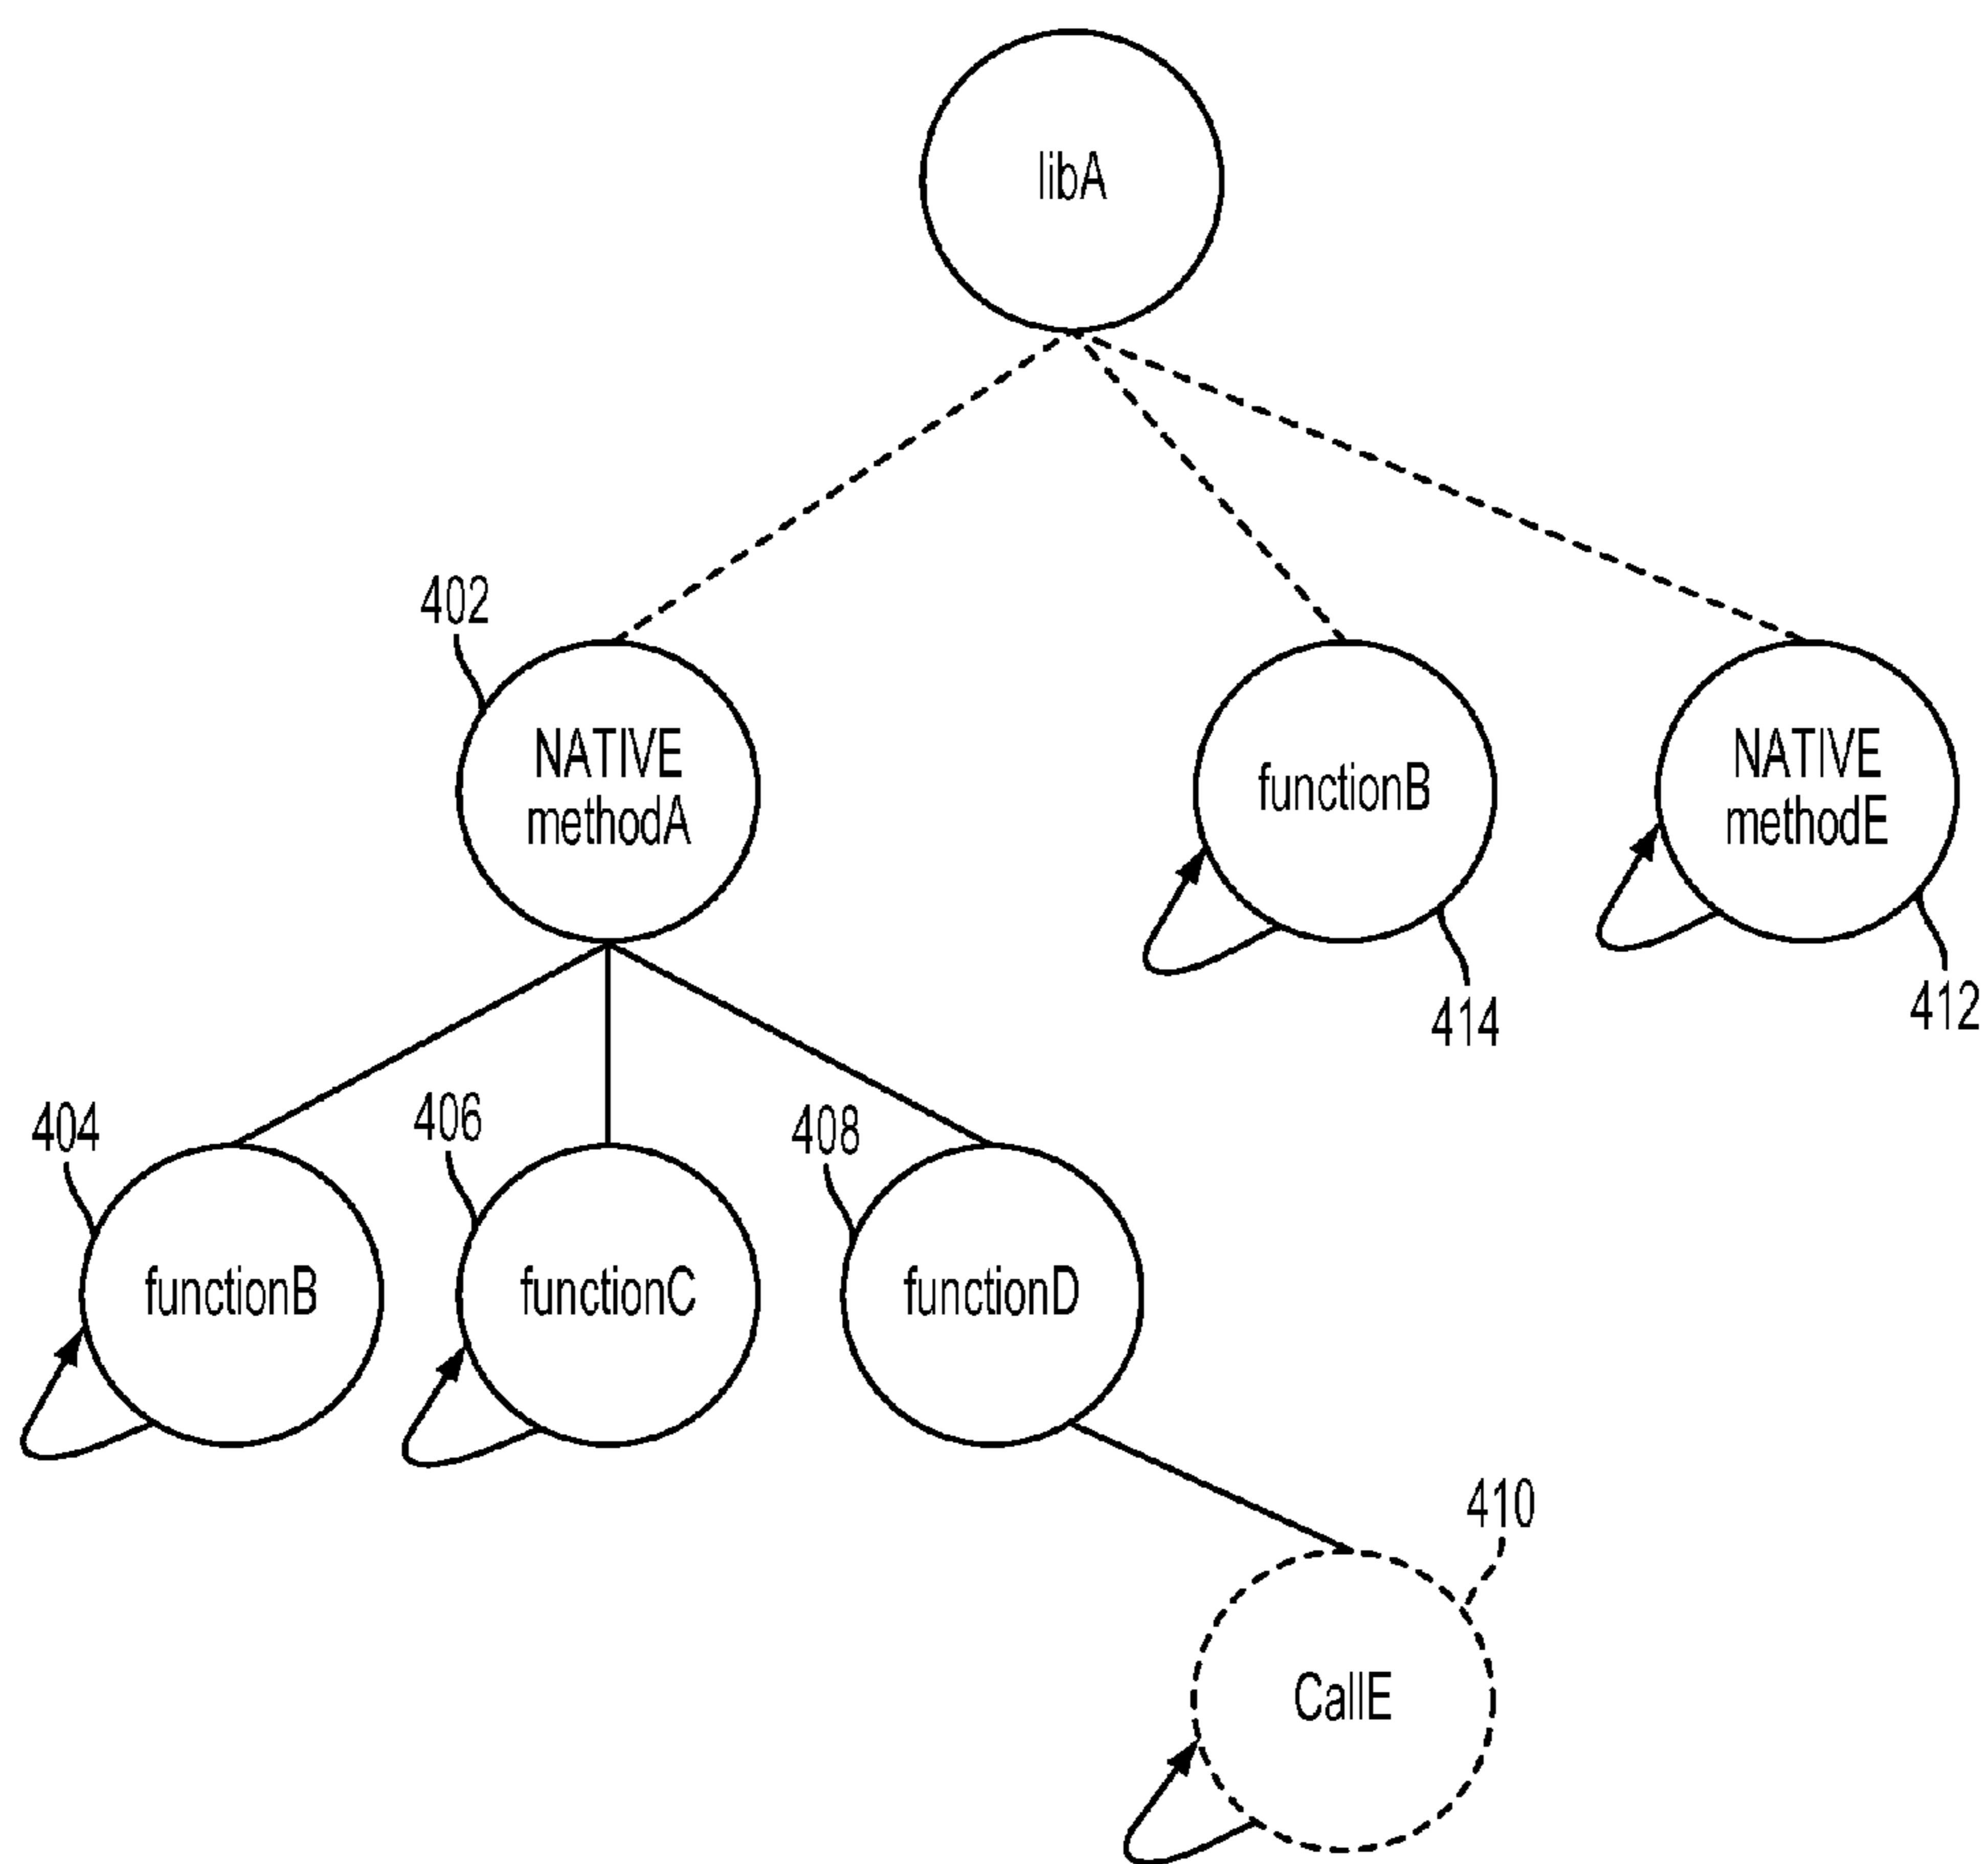 libA
402
NATIVE
methodA
functionB
NATIVE
methodE
414
412
404
406
408
functionB
functionC
functionD
410
CallE